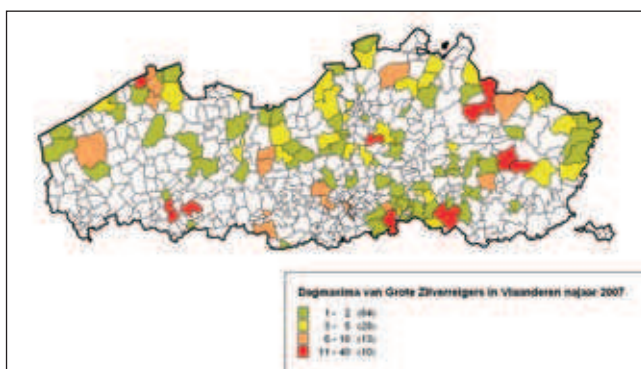 Dagmaxima van Grote Zilverreigers in Vlaanderen najaar 2007
1 - 2 (64)
3 - 5 (28)
6 - 10 (13)
11 - 40 (10)